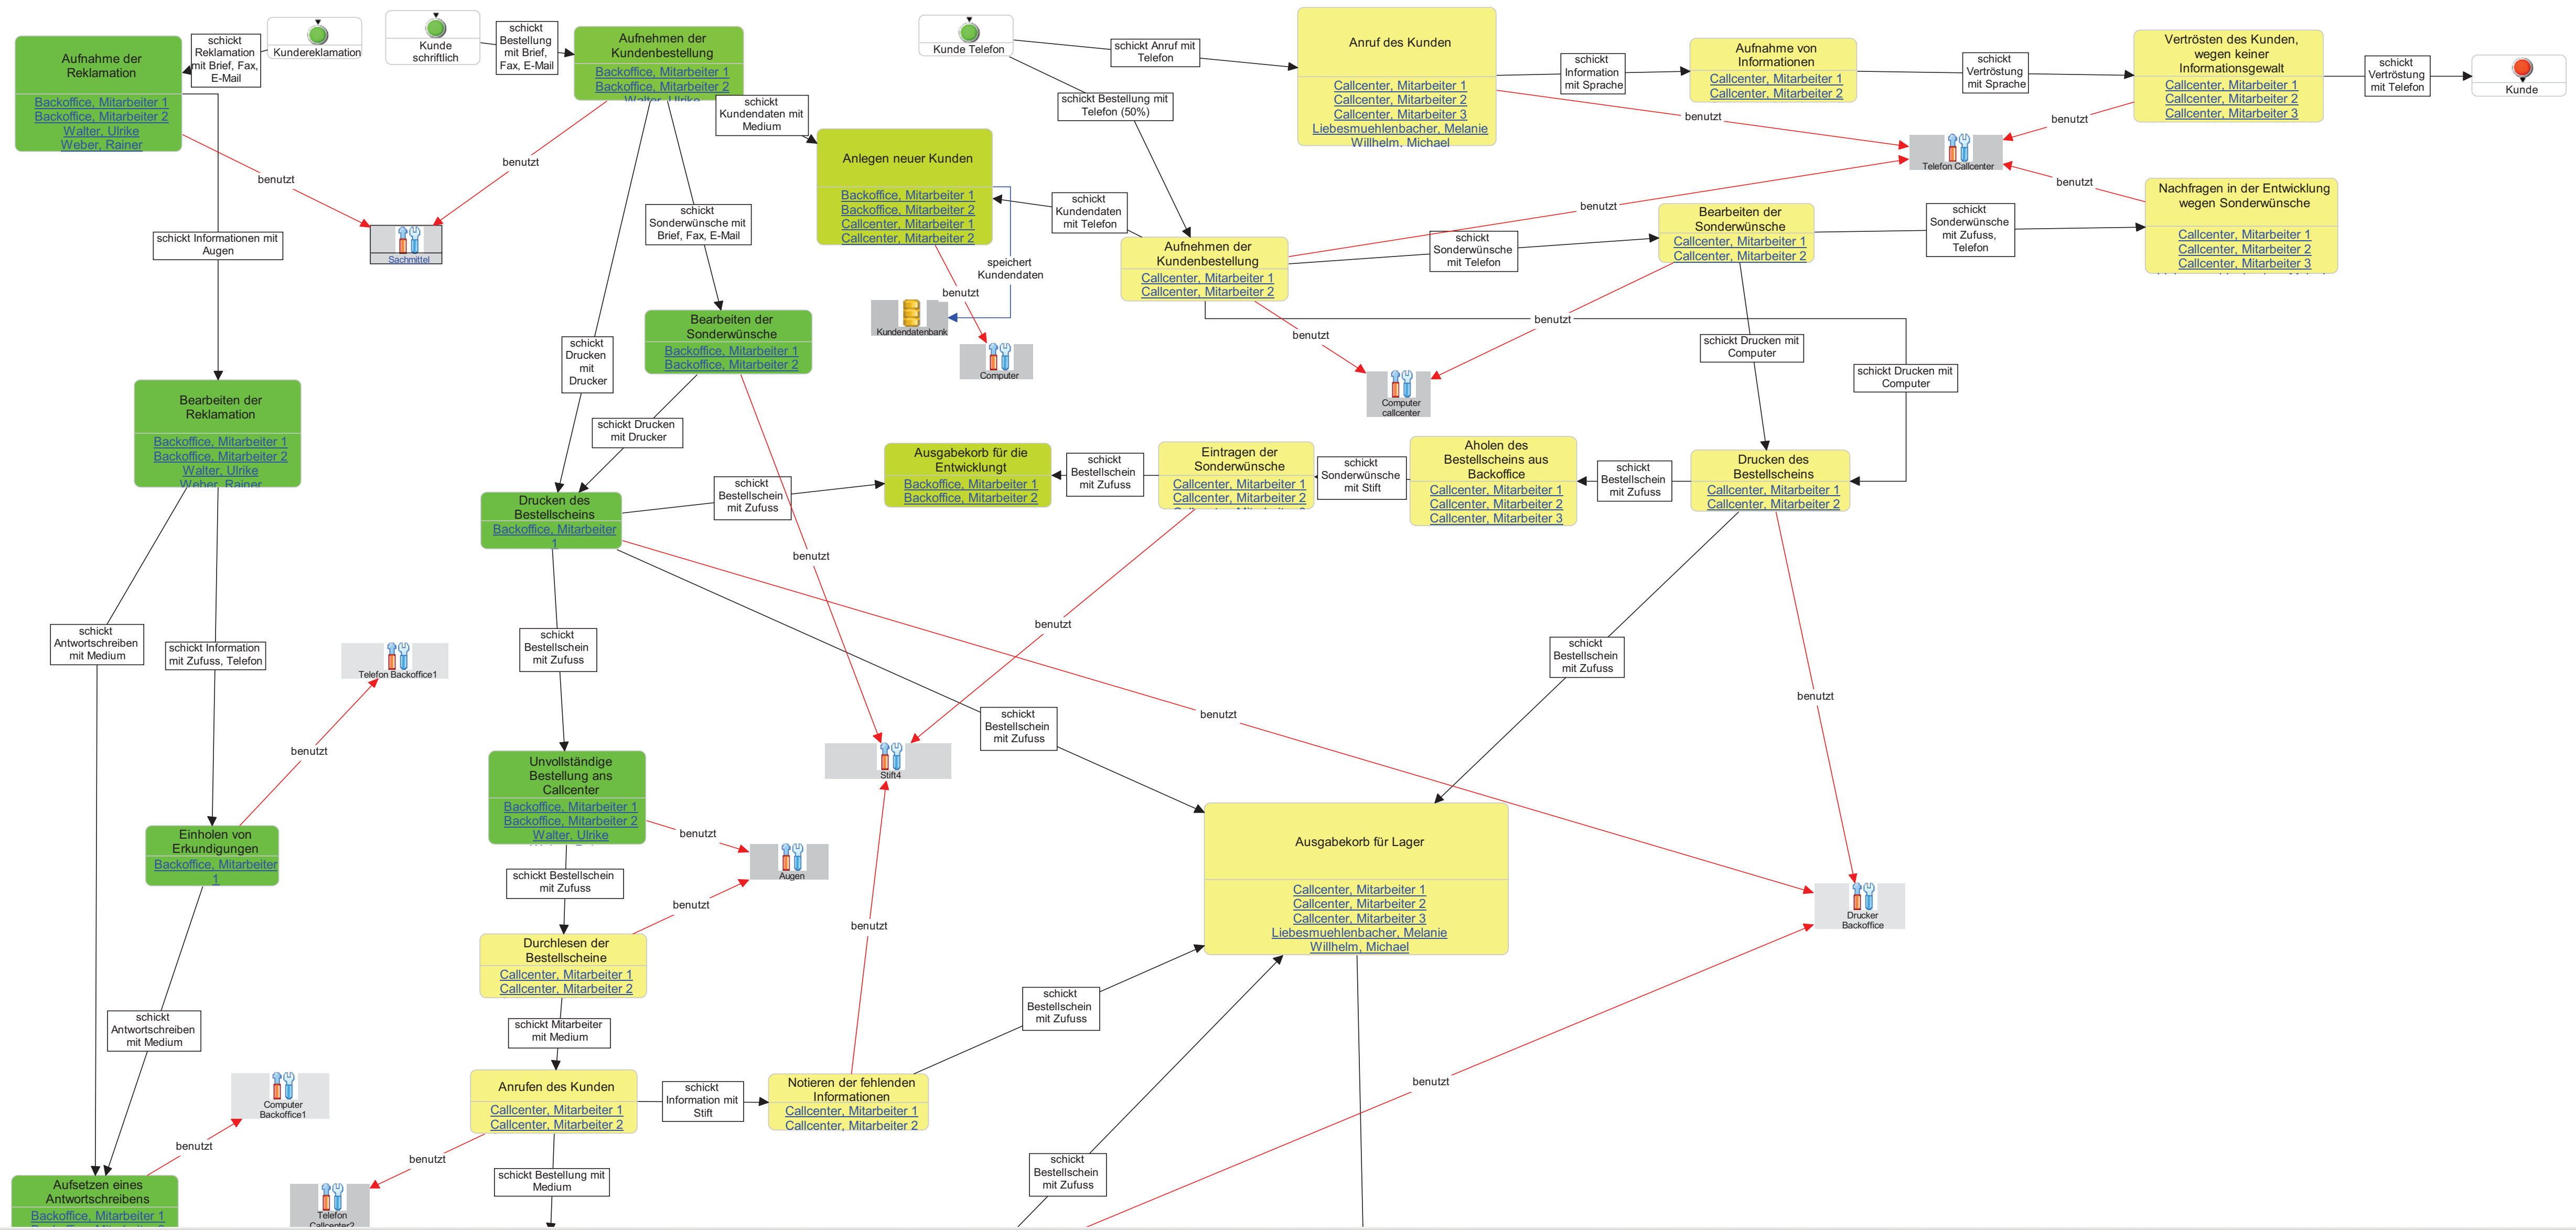 Aufnahme der
Reklamation
Backoffice, Mitarbeiter 1
Backoffice, Mitarbeiter 2
Walter, Ulrike
Weber, Rainer
schickt
Reklamation
mit Brief, Fax,
E-Mail
Kundereklamation
Kunde
schriftlich
schickt
Bestellung
mit Brief,
Fax, E-Mail
Aufnehmen der
Kundenbestellung
Backoffice, Mitarbeiter 1
Backoffice, Mitarbeiter 2
Walter, Ulrike
schickt
Kundendaten mit
Medium
Kunde Telefon
schickt Anruf mit
Telefon
schickt Bestellung mit
Telefon (50%)
Anruf des Kunden
Callcenter, Mitarbeiter 1
Callcenter, Mitarbeiter 2
Callcenter, Mitarbeiter 3
Liebesmuehlenbacher, Melanie
Willhelm, Michael
schickt
Information
mit Sprache
Aufnahme von
Informationen
Callcenter, Mitarbeiter 1
Callcenter, Mitarbeiter 2
schickt
Vertröstung
mit Sprache
Vertrösten des Kunden,
wegen keiner
Informationsgewalt
Callcenter, Mitarbeiter 1
Callcenter, Mitarbeiter 2
Callcenter, Mitarbeiter 3
schickt
Vertröstung
mit Telefon
Kunde
benutzt
benutzt
Telefon Callcenter
benutzt
benutzt
Anlegen neuer Kunden
Backoffice, Mitarbeiter 1
Backoffice, Mitarbeiter 2
Callcenter, Mitarbeiter 1
Callcenter, Mitarbeiter 2
schickt
Kundendaten
mit Telefon
benutzt
benutzt
Sachmittel
schickt Informationen mit
Augen
schickt
Sonderwünsche mit
Brief, Fax, E-Mail
Aufnehmen der
Kundenbestellung
Callcenter, Mitarbeiter 1
Callcenter, Mitarbeiter 2
schickt
Sonderwünsche
mit Telefon
Bearbeiten der
Sonderwünsche
Callcenter, Mitarbeiter 1
Callcenter, Mitarbeiter 2
schickt
Sonderwünsche
mit Zufuss,
Telefon
Nachfragen in der Entwicklung
wegen Sonderwünsche
Callcenter, Mitarbeiter 1
Callcenter, Mitarbeiter 2
Callcenter, Mitarbeiter 3
speichert
Kundendaten
benutzt
Kundendatenbank
Computer
benutzt
benutzt
Computer
callcenter
schickt Drucken mit
Computer
schickt Drucken mit
Computer
Bearbeiten der
Sonderwünsche
Backoffice, Mitarbeiter 1
Backoffice, Mitarbeiter 2
schickt
Drucken
mit
Drucker
schickt Drucken
mit Drucker
Bearbeiten der
Reklamation
Backoffice, Mitarbeiter 1
Backoffice, Mitarbeiter 2
Walter, Ulrike
Weber, Rainer
Drucken des
Bestellscheins
Backoffice, Mitarbeiter
1
schickt
Bestellschein
mit Zufuss
Ausgabekorb für die
Entwicklungt
Backoffice, Mitarbeiter 1
Backoffice, Mitarbeiter 2
schickt
Bestellschein
mit Zufuss
Eintragen der
Sonderwünsche
Callcenter, Mitarbeiter 1
Callcenter, Mitarbeiter 2
schickt
Sonderwünsche
mit Stift
Aholen des
Bestellscheins aus
Backoffice
Callcenter, Mitarbeiter 1
Callcenter, Mitarbeiter 2
Callcenter, Mitarbeiter 3
schickt
Bestellschein
mit Zufuss
Drucken des
Bestellscheins
Callcenter, Mitarbeiter 1
Callcenter, Mitarbeiter 2
benutzt
benutzt
schickt
Antwortschreiben
mit Medium
schickt Information
mit Zufuss, Telefon
Telefon Backoffice1
schickt
Bestellschein
mit Zufuss
schickt
Bestellschein
mit Zufuss
benutzt
schickt
Bestellschein
mit Zufuss
benutzt
benutzt
Unvollständige
Bestellung ans
Callcenter
Backoffice, Mitarbeiter 1
Backoffice, Mitarbeiter 2
Walter, Ulrike
Stift4
benutzt
Augen
benutzt
Einholen von
Erkundigungen
Backoffice, Mitarbeiter
1
schickt Bestellschein
mit Zufuss
Ausgabekorb für Lager
Callcenter, Mitarbeiter 1
Callcenter, Mitarbeiter 2
Callcenter, Mitarbeiter 3
Liebesmuehlenbacher, Melanie
Willhelm, Michael
Drucker
Backoffice
Durchlesen der
Bestellscheine
Callcenter, Mitarbeiter 1
Callcenter, Mitarbeiter 2
benutzt
schickt
Antwortschreiben
mit Medium
schickt Mitarbeiter
mit Medium
schickt
Bestellschein
mit Zufuss
Computer
Backoffice1
Anrufen des Kunden
Callcenter, Mitarbeiter 1
Callcenter, Mitarbeiter 2
schickt
Information mit
Stift
Notieren der fehlenden
Informationen
Callcenter, Mitarbeiter 1
Callcenter, Mitarbeiter 2
benutzt
benutzt
benutzt
Aufsetzen eines
Antwortschreibens
Backoffice, Mitarbeiter 1
Telefon
Callcenter2
schickt Bestellung mit
Medium
schickt
Bestellschein
mit Zufuss